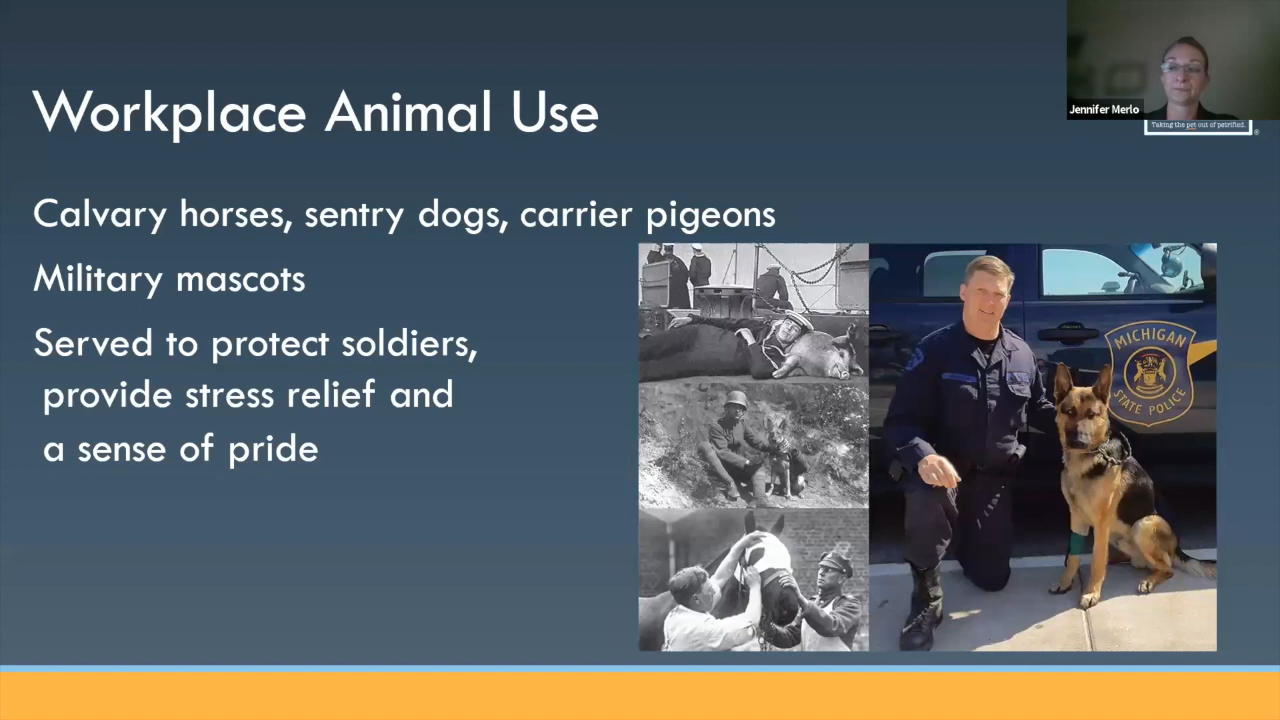 Workplace Animal Use
Jennifer Merlo
Taking the pet out of petrified.
®
Calvary horses, sentry dogs, carrier pigeons
Military mascots
Served to protect soldiers,
provide stress relief and
a sense of pride
MICHIGAN
STATE POLICE